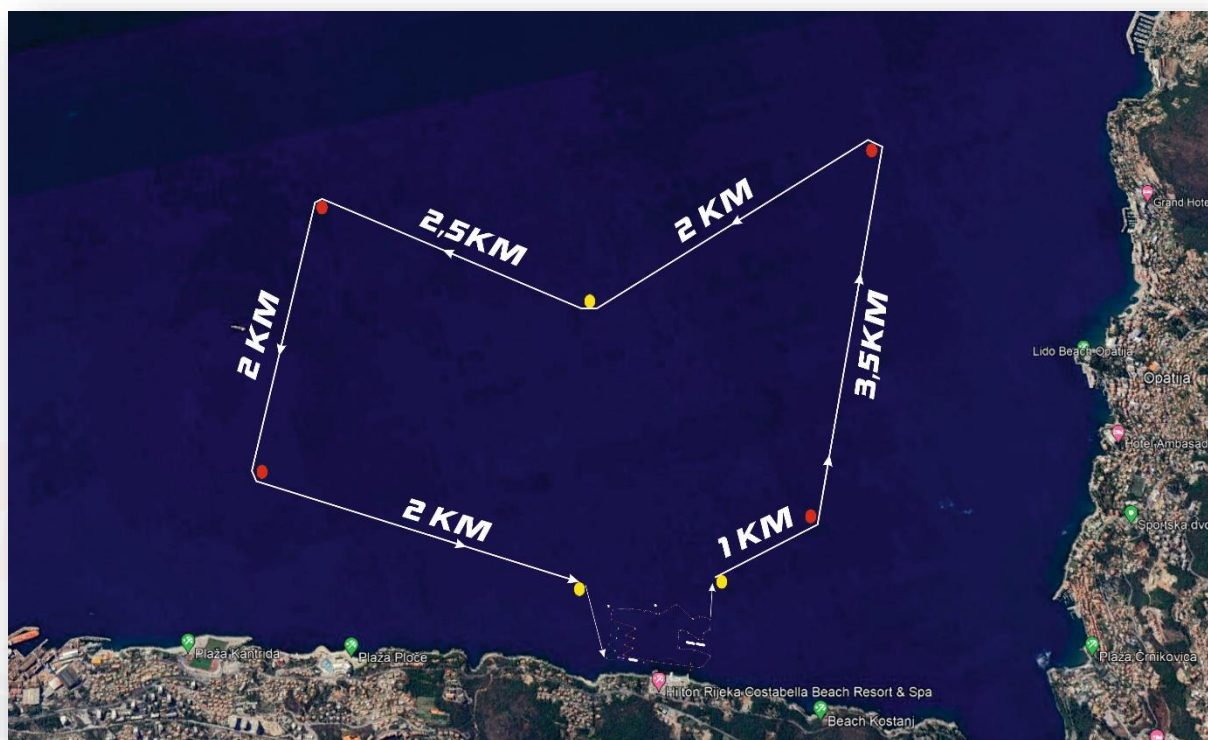 2 KM
2,5KM
Grand Hote
2 KM
3,5KM
Lido Beach Opatija
Opatija
Hotel Ambasad
2 KM
1 KM
Sportska dvo
Plaža Kantrida
Plaža Ploče
Plaža Črnikovica
Hilton Rijeka Costabella Beach Resort & Spa
Beach Kostanj